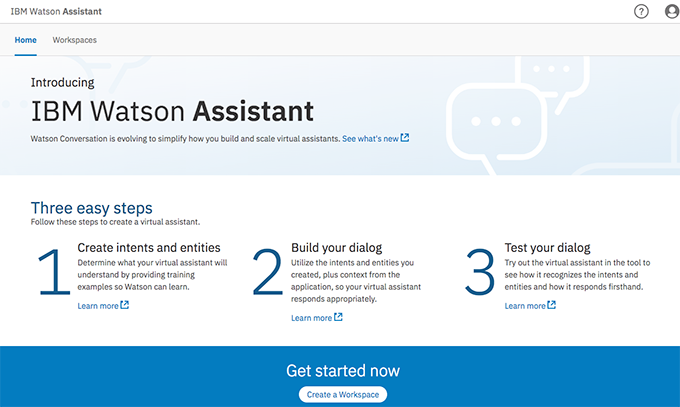 IBM Watson Assistant
Home Workspaces
Introducing
IBM Watson Assistant
Watson Conversation is evolving to simplify how you build and scale virtual assistants. See what's new
Three easy steps
Follow these steps to create a virtual assistant.
1
Create intents and entities
Determine what your virtual assistant will
understand by providing training
examples so Watson can learn.
Learn more
2
Build your dialog
Utilize the intents and entities you
created, plus context from the
application, so your virtual assistant
responds appropriately.
Learn more
3
Test your dialog
Try out the virtual assistant in the tool to
see how it recognizes the intents and
entities and how it responds firsthand.
Learn more
Get started now
Create a Workspace